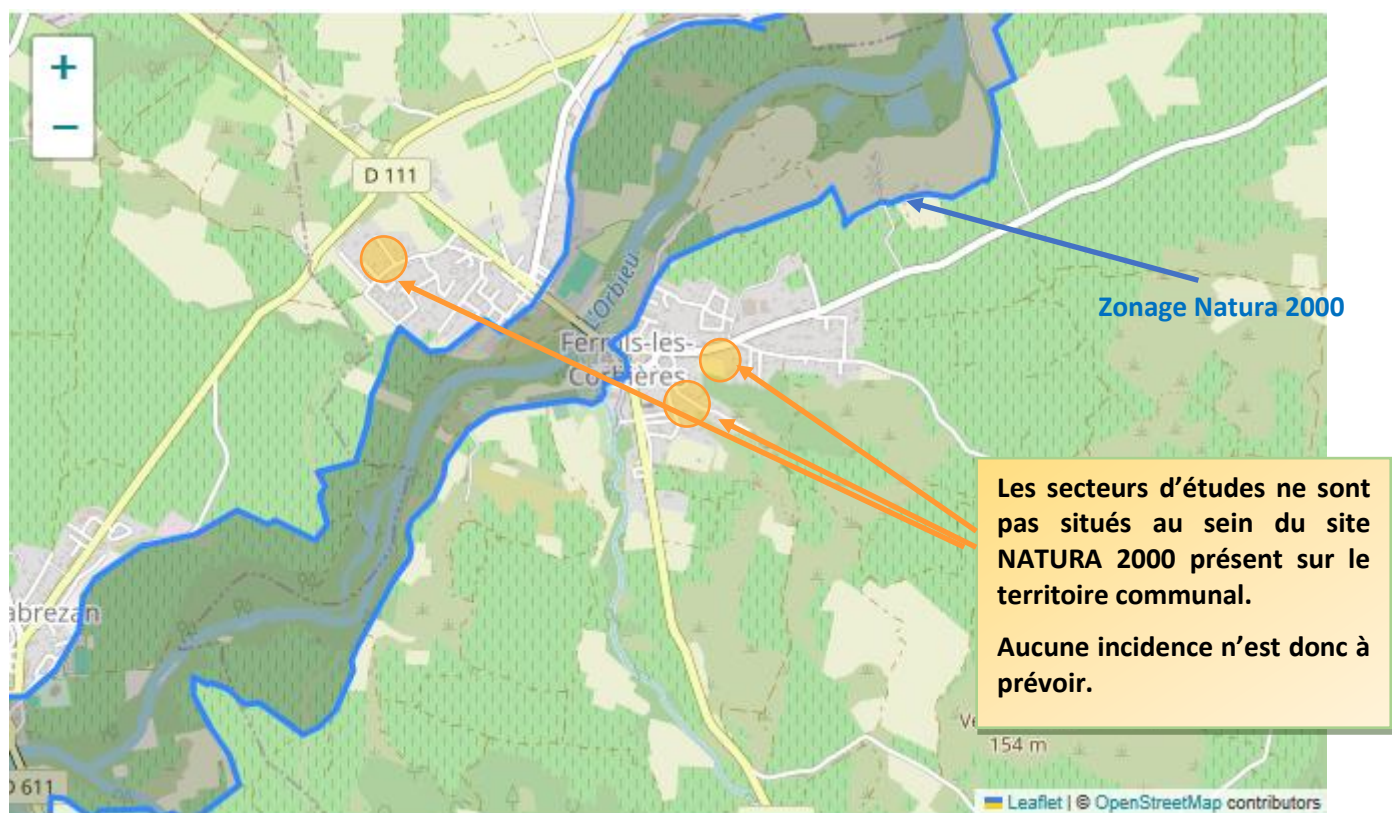 +
−
D 111
L'Orbieu
Zonage Natura 2000
Ferrals-les-
Corbières
Les secteurs d'études ne sont
pas situés au sein du site
NATURA 2000 présent sur le
territoire communal.
Aucune incidence n'est donc à
prévoir.
abrezan
154 m
611
Leaflet | © OpenStreetMap contributors